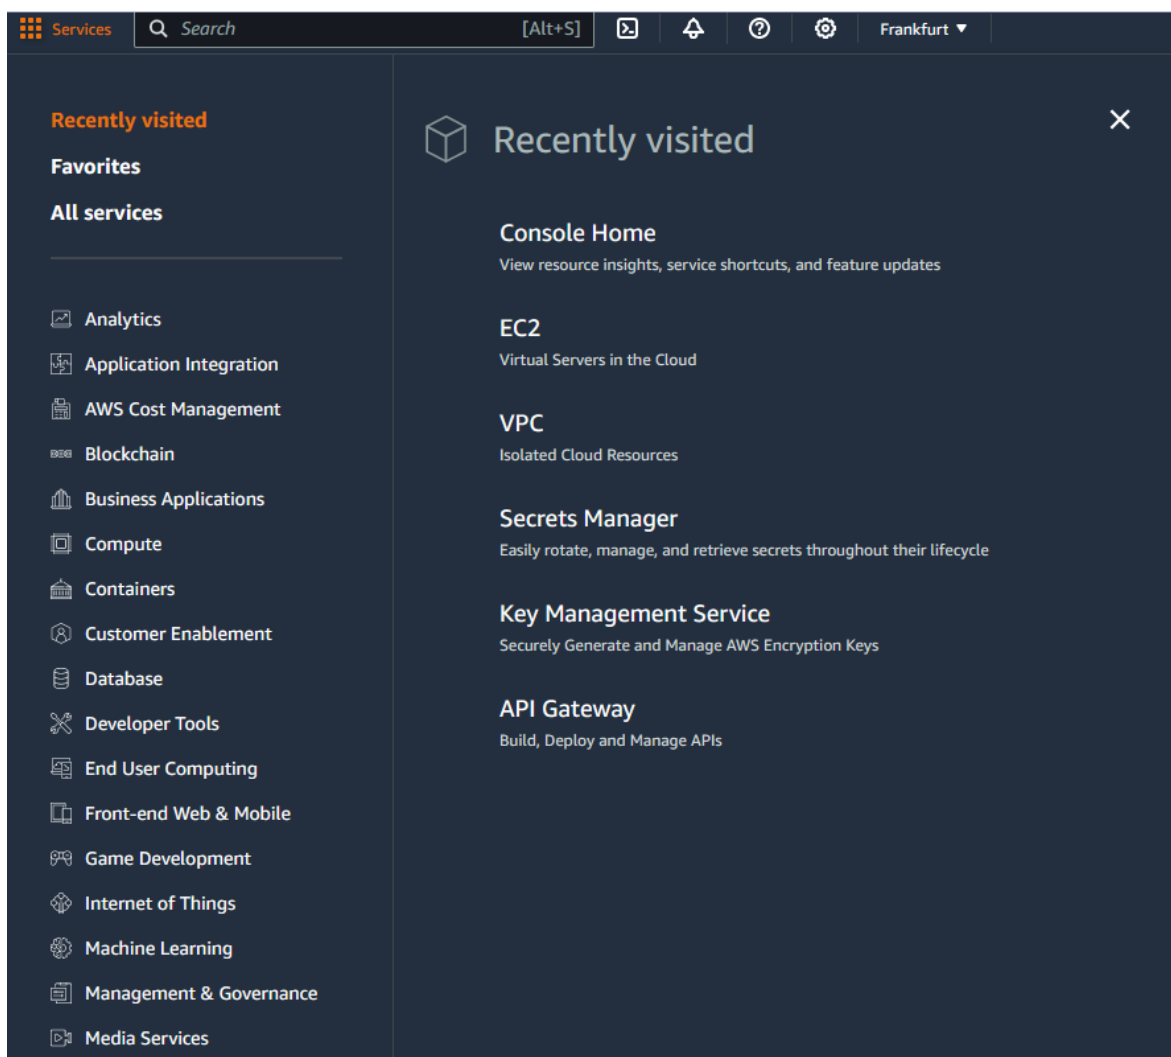 Services
Search
[Alt+S]
Frankfurt ▼
Recently visited
Favorites
All services
Analytics
Application Integration
AWS Cost Management
Blockchain
Business Applications
Compute
Containers
Customer Enablement
Database
Developer Tools
End User Computing
Front-end Web & Mobile
Game Development
Internet of Things
Machine Learning
Management & Governance
Media Services
Recently visited
Console Home
View resource insights, service shortcuts, and feature updates
EC2
Virtual Servers in the Cloud
VPC
Isolated Cloud Resources
Secrets Manager
Easily rotate, manage, and retrieve secrets throughout their lifecycle
Key Management Service
Securely Generate and Manage AWS Encryption Keys
API Gateway
Build, Deploy and Manage APIs